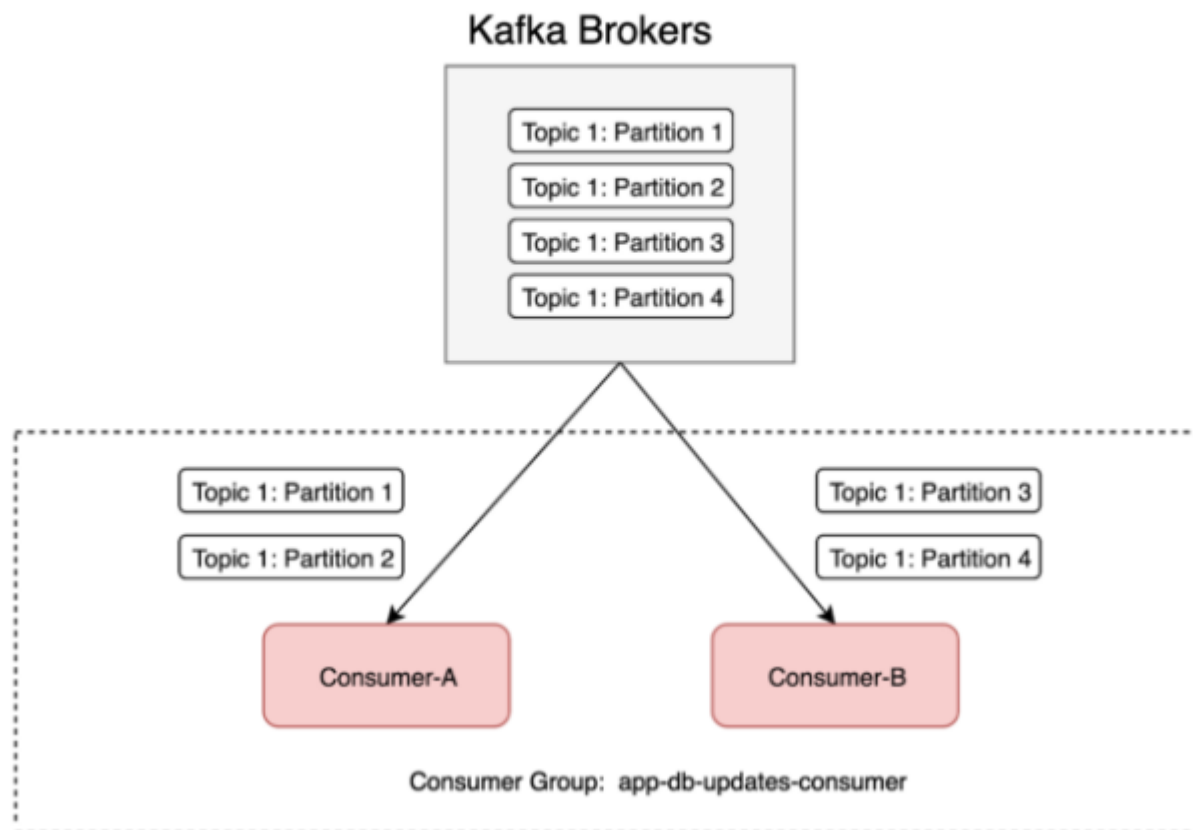 Kafka Brokers
Topic 1: Partition 1
Topic 1: Partition 2
Topic 1: Partition 3
Topic 1: Partition 4
Topic 1: Partition 1
Topic 1: Partition 2
Consumer-A
Topic 1: Partition 3
Topic 1: Partition 4
Consumer-B
Consumer Group: app-db-updates-consumer